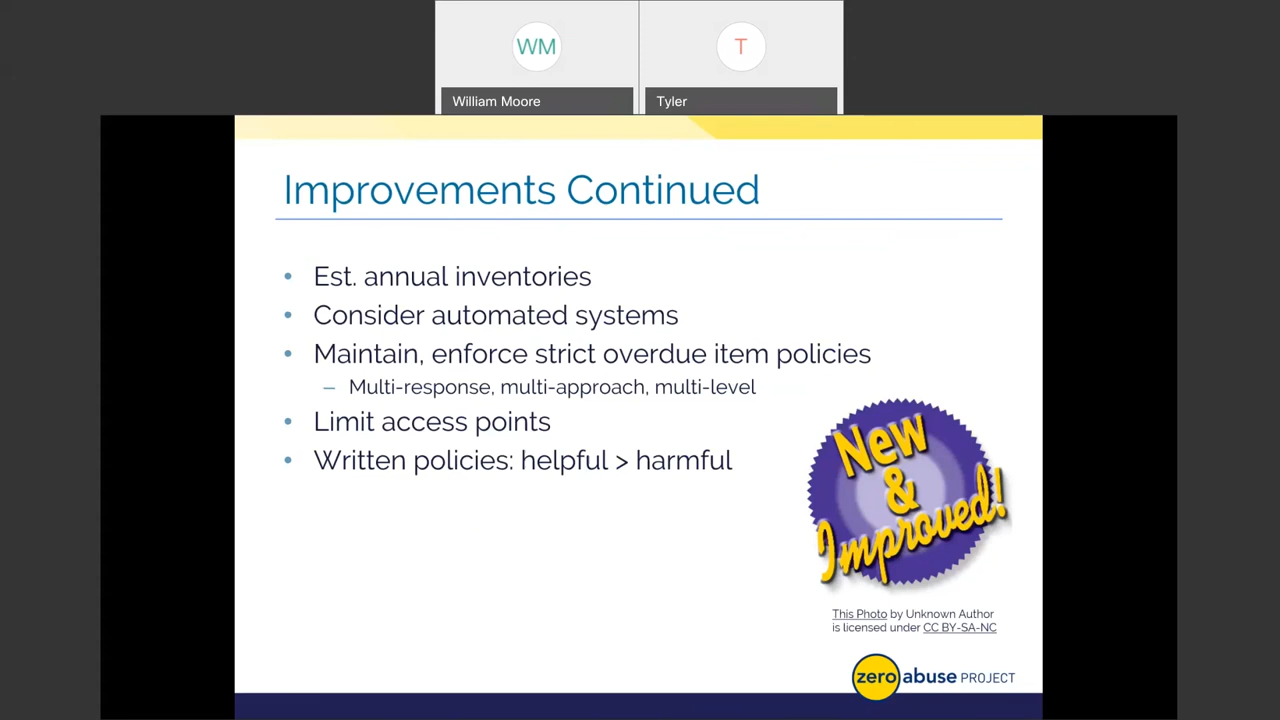 WM
T
William Moore
Tyler
Improvements Continued
• Est. annual inventories
• Consider automated systems
• Maintain, enforce strict overdue item policies
– Multi-response, multi-approach, multi-level
• Limit access points
• Written policies: helpful > harmful
New
&
Improved!
This Photo by Unknown Author
is licensed under CC BY-SA-NC
zero abuse PROJECT